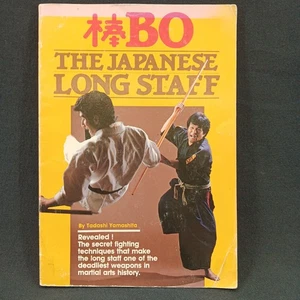 棒BO
THE JAPANESE
LONG STAFF
By Tadashi Yamashita
Revealed!
The secret fighting
techniques that make
the long staff one of the
deadliest weapons in
martial arts history.